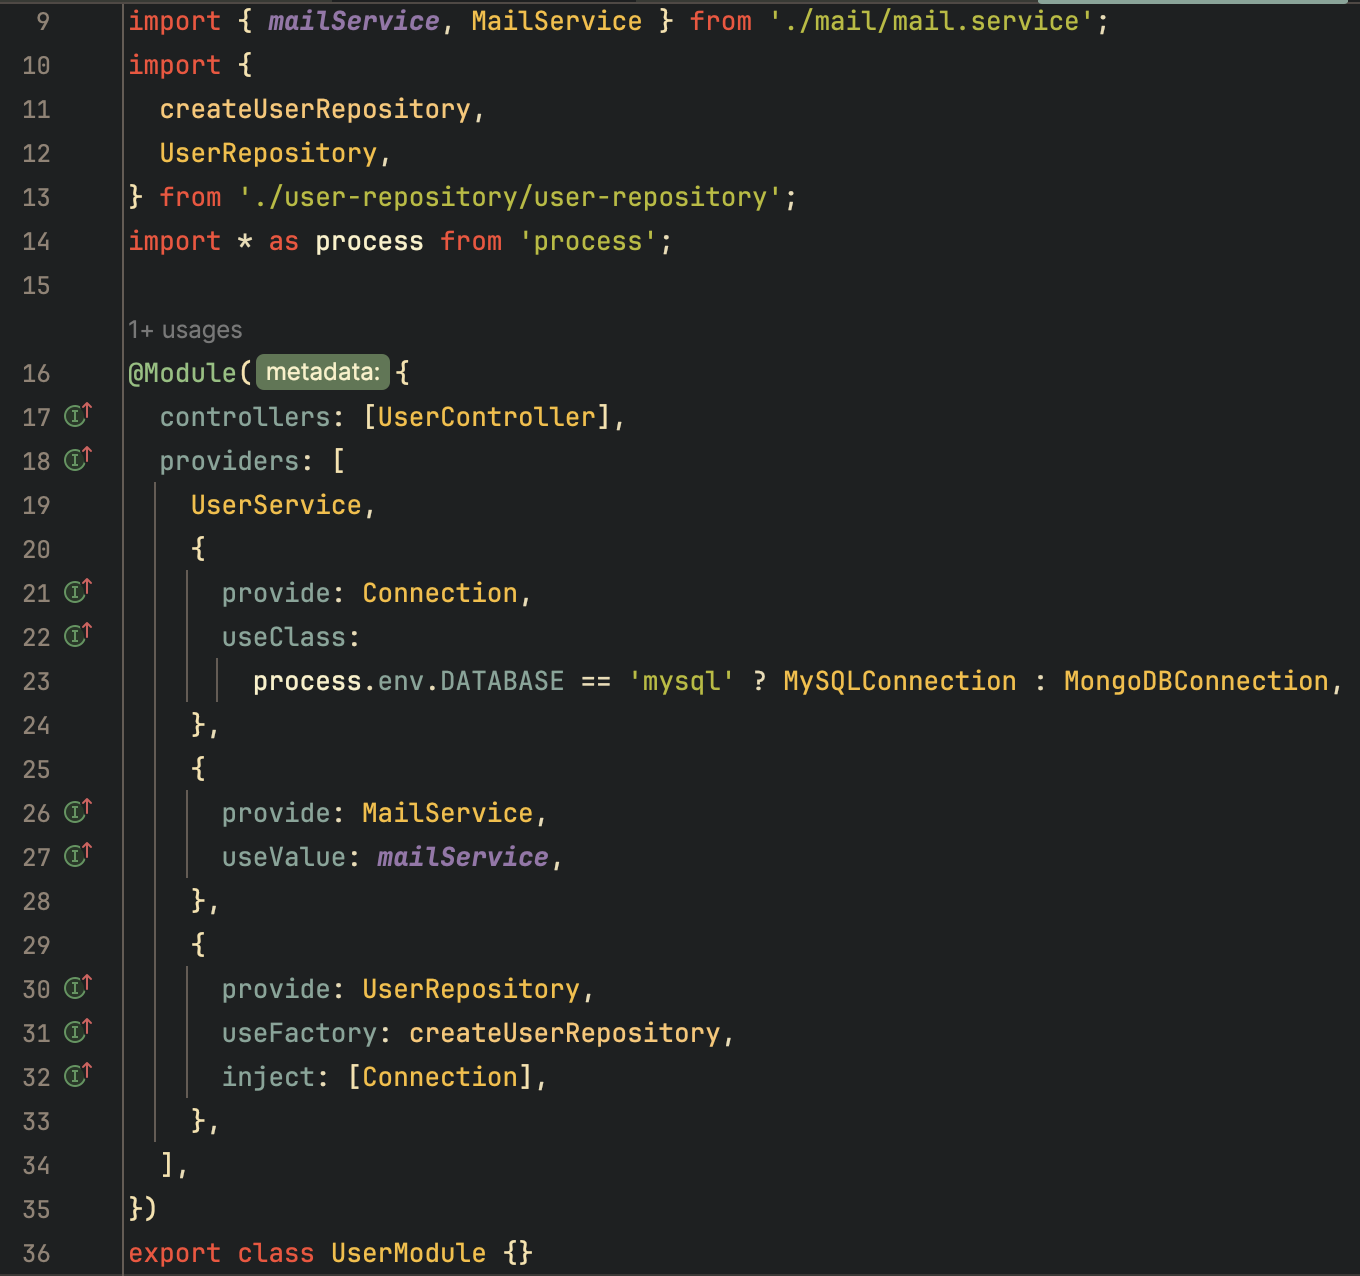 9 import { mailService, MailService } from './mail/mail.service';
10 import {
11   createUserRepository,
12   UserRepository,
13 } from './user-repository/user-repository';
14 import * as process from 'process';
15
1+ usages
16 @Module( metadata: {
17   controllers: [UserController],
18   providers: [
19     UserService,
20     {
21       provide: Connection,
22       useClass:
23         process.env.DATABASE == 'mysql' ? MySQLConnection : MongoDBConnection,
24     },
25     {
26       provide: MailService,
27       useValue: mailService,
28     },
29     {
30       provide: UserRepository,
31       useFactory: createUserRepository,
32       inject: [Connection],
33     },
34   ],
35 })
36 export class UserModule {}